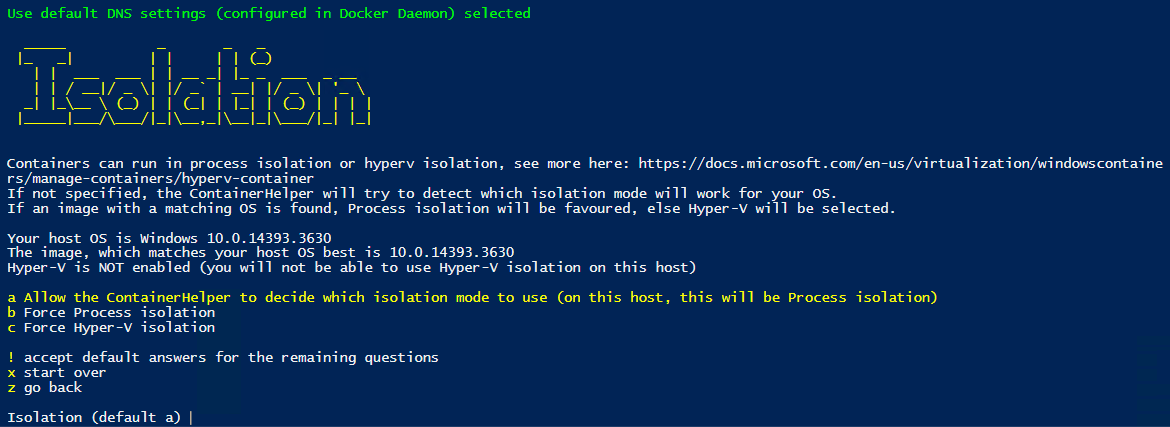 Use default DNS settings (configured in Docker Daemon) selected
Isolation
Containers can run in process isolation or hyperv isolation, see more here: https://docs.microsoft.com/en-us/virtualization/windowscontaine
rs/manage-containers/hyperv-container
If not specified, the ContainerHelper will try to detect which isolation mode will work for your OS.
If an image with a matching OS is found, Process isolation will be favoured, else Hyper-V will be selected.
Your host OS is Windows 10.0.14393.3630
The image, which matches your host OS best is 10.0.14393.3630
Hyper-V is NOT enabled (you will not be able to use Hyper-V isolation on this host)
a Allow the ContainerHelper to decide which isolation mode to use (on this host, this will be Process isolation)
b Force Process isolation
c Force Hyper-V isolation
! accept default answers for the remaining questions
x start over
z go back
Isolation (default a)